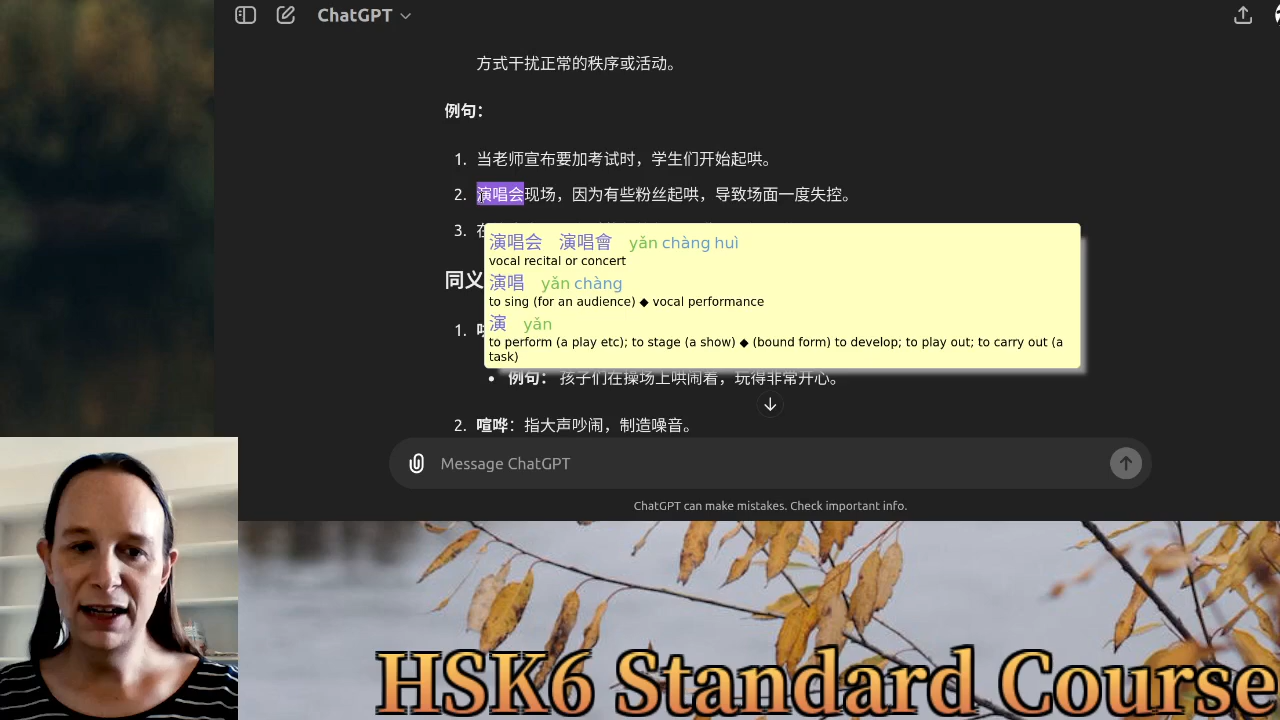 ChatGPT
方式干扰正常的秩序或活动。
例句：
1. 当老师宣布要加考试时，学生们开始起哄。
2. 演唱会现场，因为有些粉丝起哄，导致场面一度失控。
3.
演唱会 演唱會 yǎn chàng huì
vocal recital or concert
演唱 yǎn chàng
to sing (for an audience) ◆ vocal performance
演 yǎn
to perform (a play etc); to stage (a show) ◆ (bound form) to develop; to play out; to carry out (a
task)
同义
1.
• 例句： 孩子们在操场上哄闹着，玩得非常开心。
2. 喧哗：指大声吵闹，制造噪音。
Message ChatGPT
ChatGPT can make mistakes. Check important info.
HSK6 Standard Course